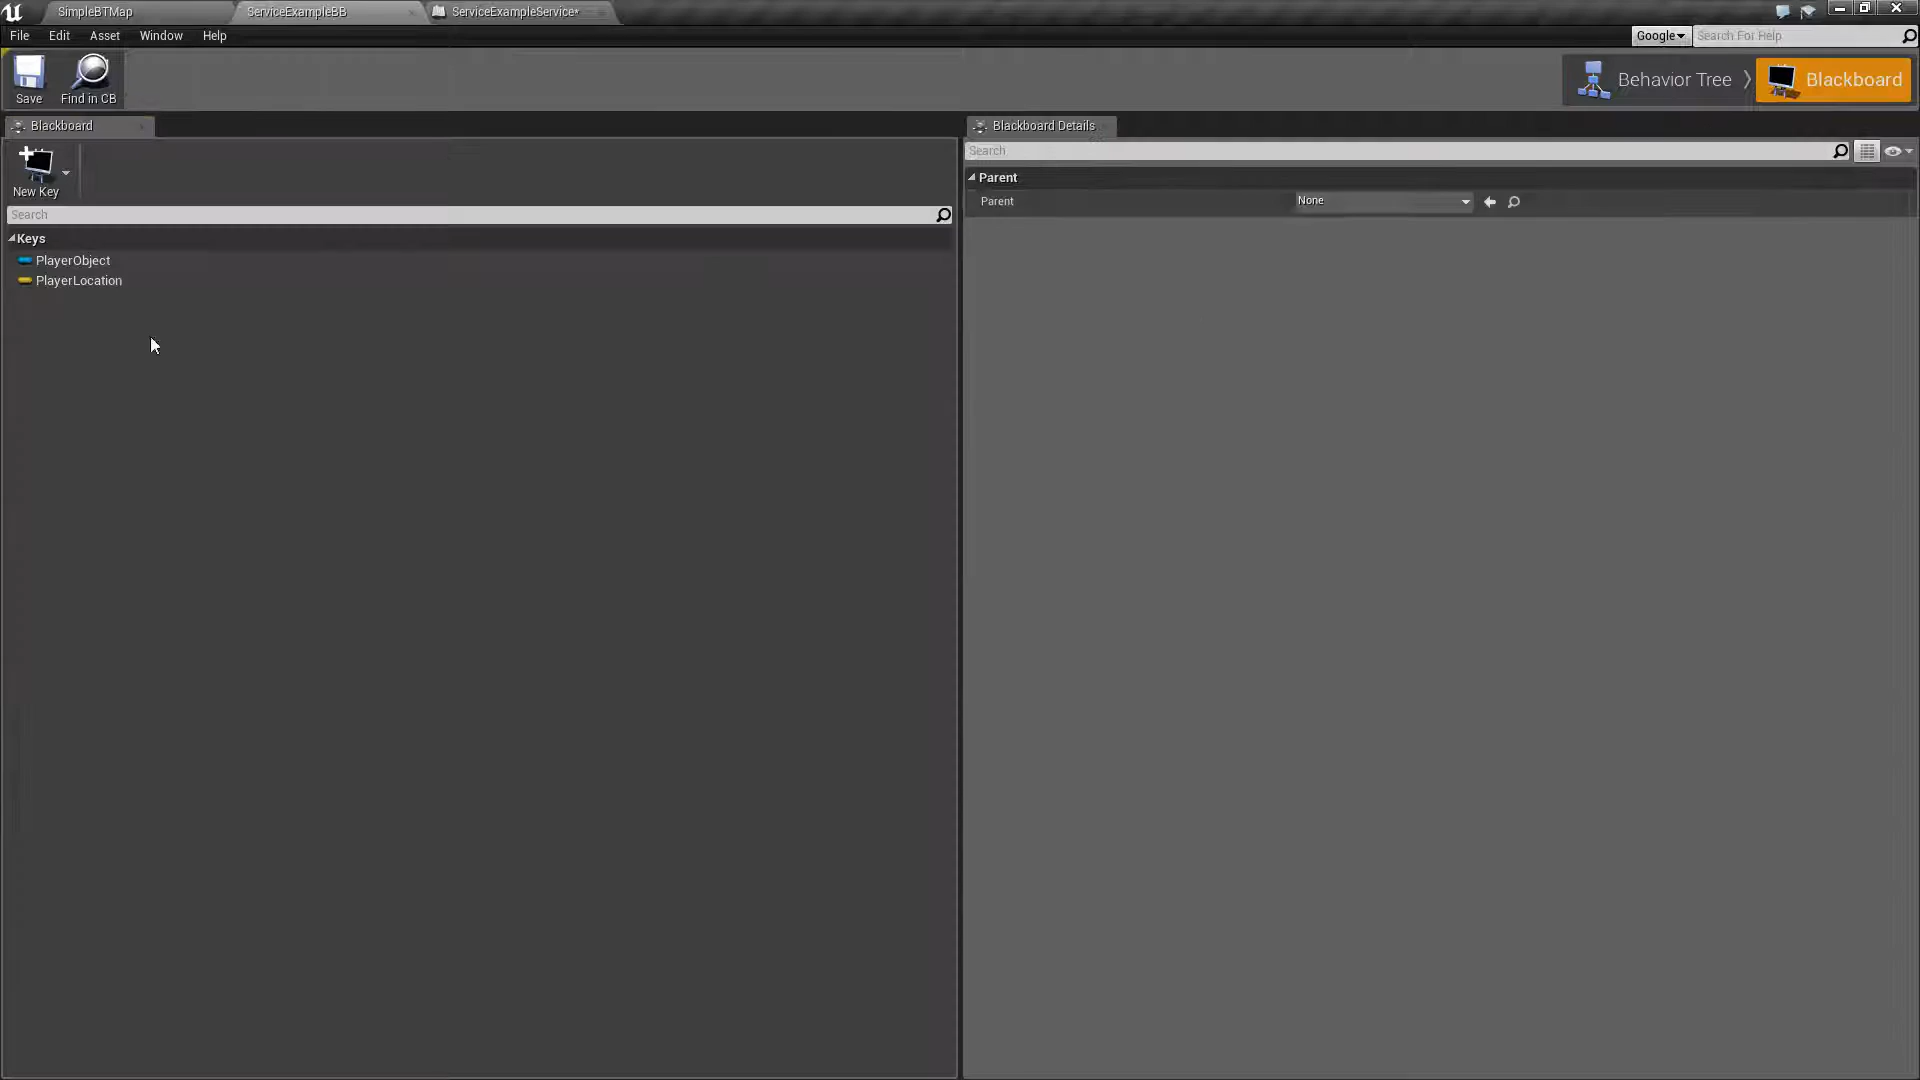 SimpleBTMap
ServiceExampleBB
ServiceExampleService*
File Edit Asset Window Help
Google
Search For Help
Save
Find in CB
Behavior Tree
Blackboard
Blackboard
New Key
Search
Keys
PlayerObject
PlayerLocation
Blackboard Details
Search
Parent
Parent
None